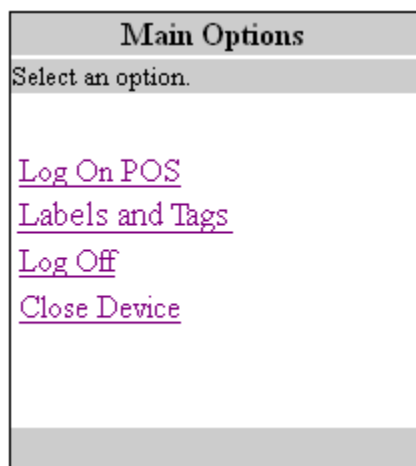 Main Options
Select an option.
Log On POS
Labels and Tags
Log Off
Close Device